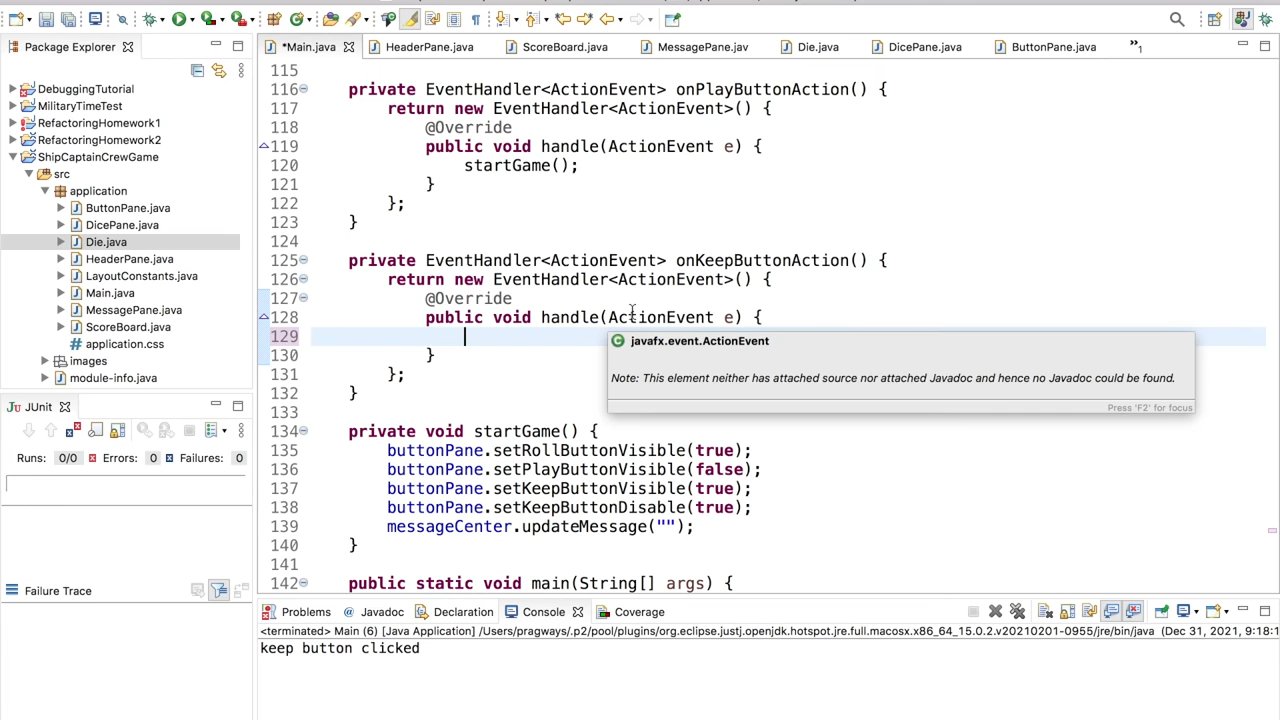 Package Explorer
*Main.java
HeaderPane.java
ScoreBoard.java
MessagePane.jav
Die.java
DicePane.java
ButtonPane.java
»1
DebuggingTutorial
MilitaryTimeTest
RefactoringHomework1
RefactoringHomework2
ShipCaptainCrewGame
src
application
ButtonPane.java
DicePane.java
Die.java
HeaderPane.java
LayoutConstants.java
Main.java
MessagePane.java
ScoreBoard.java
application.css
images
module-info.java
JUnit
Runs: 0/0 Errors: 0 Failures: 0
Failure Trace
115
116 private EventHandler<ActionEvent> onPlayButtonAction() {
117 return new EventHandler<ActionEvent>() {
118 @Override
119 public void handle(ActionEvent e) {
120 startGame();
121 }
122 };
123 }
124
125 private EventHandler<ActionEvent> onKeepButtonAction() {
126 return new EventHandler<ActionEvent>() {
127 @Override
128 public void handle(ActionEvent e) {
129
130 }
131 };
132 }
133
134 private void startGame() {
135 buttonPane.setRollButtonVisible(true);
136 buttonPane.setPlayButtonVisible(false);
137 buttonPane.setKeepButtonVisible(true);
138 buttonPane.setKeepButtonDisable(true);
139 messageCenter.updateMessage("");
140 }
141
142 public static void main(String[] args) {
javafx.event.ActionEvent
Note: This element neither has attached source nor attached Javadoc and hence no Javadoc could be found.
Press 'F2' for focus
Problems
Javadoc
Declaration
Console
Coverage
<terminated> Main (6) [Java Application] /Users/pragways/.p2/pool/plugins/org.eclipse.justj.openjdk.hotspot.jre.full.macosx.x86_64_15.0.2.v20210201-0955/jre/bin/java (Dec 31, 2021, 9:18:1
keep button clicked